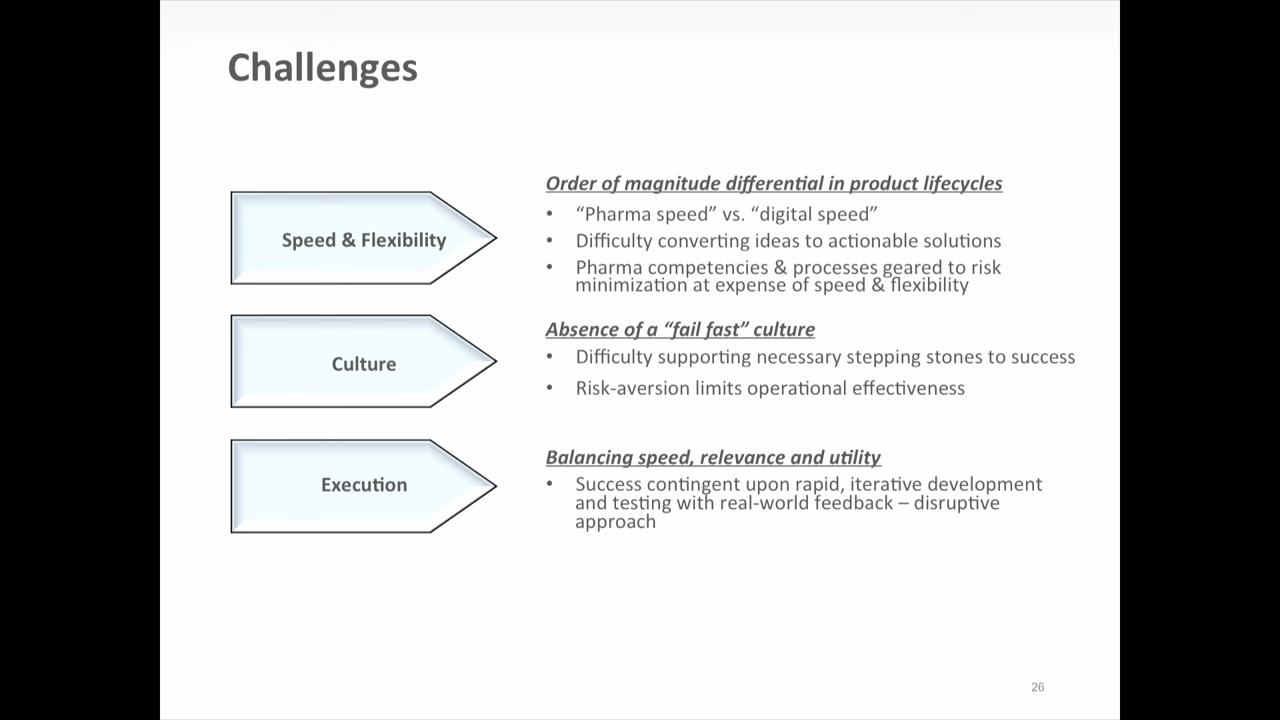 Challenges
Speed & Flexibility
Order of magnitude differential in product lifecycles
• “Pharma speed” vs. “digital speed”
• Difficulty converting ideas to actionable solutions
• Pharma competencies & processes geared to risk
minimization at expense of speed & flexibility
Culture
Absence of a “fail fast” culture
• Difficulty supporting necessary stepping stones to success
• Risk-aversion limits operational effectiveness
Execution
Balancing speed, relevance and utility
• Success contingent upon rapid, iterative development
and testing with real-world feedback – disruptive
approach
26